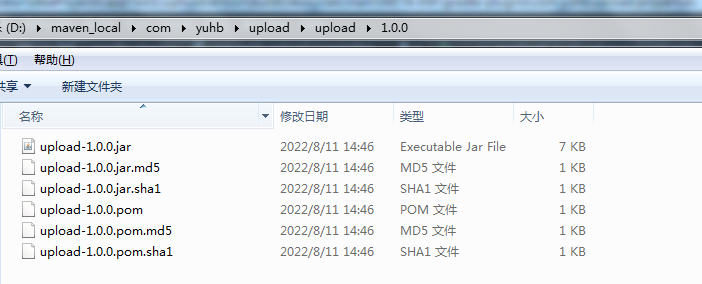 (D:) ▸ maven_local ▸ com ▸ yuhb ▸ upload ▸ upload ▸ 1.0.0
(T) 帮助(H)
共享 新建文件夹
名称 修改日期 类型 大小
upload-1.0.0.jar 2022/8/11 14:46 Executable Jar File 7 KB
upload-1.0.0.jar.md5 2022/8/11 14:46 MD5 文件 1 KB
upload-1.0.0.jar.sha1 2022/8/11 14:46 SHA1 文件 1 KB
upload-1.0.0.pom 2022/8/11 14:46 POM 文件 1 KB
upload-1.0.0.pom.md5 2022/8/11 14:46 MD5 文件 1 KB
upload-1.0.0.pom.sha1 2022/8/11 14:46 SHA1 文件 1 KB